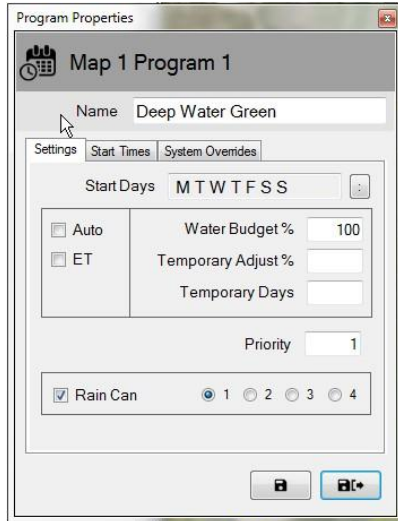 Program Properties
Map 1 Program 1
Name Deep Water Green
Settings Start Times System Overrides
Start Days M T W T F S S :
Auto Water Budget % 100
ET Temporary Adjust %
Temporary Days
Priority 1
Rain Can 1 2 3 4